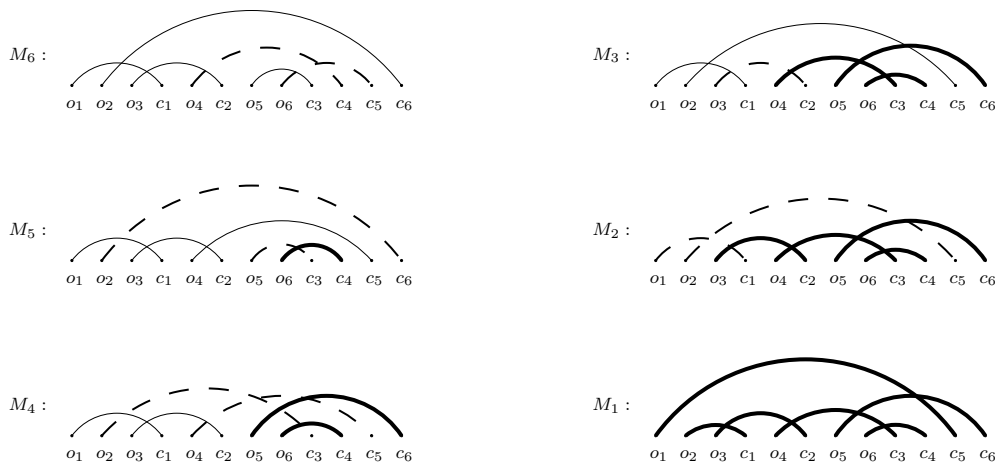 M₆ : M₃ :
o₁ o₂ o₃ c₁ o₄ c₂ o₅ o₆ c₃ c₄ c₅ c₆ o₁ o₂ o₃ c₁ o₄ c₂ o₅ o₆ c₃ c₄ c₅ c₆
M₅ : M₂ :
o₁ o₂ o₃ c₁ o₄ c₂ o₅ o₆ c₃ c₄ c₅ c₆ o₁ o₂ o₃ c₁ o₄ c₂ o₅ o₆ c₃ c₄ c₅ c₆
M₄ : M₁ :
o₁ o₂ o₃ c₁ o₄ c₂ o₅ o₆ c₃ c₄ c₅ c₆ o₁ o₂ o₃ c₁ o₄ c₂ o₅ o₆ c₃ c₄ c₅ c₆